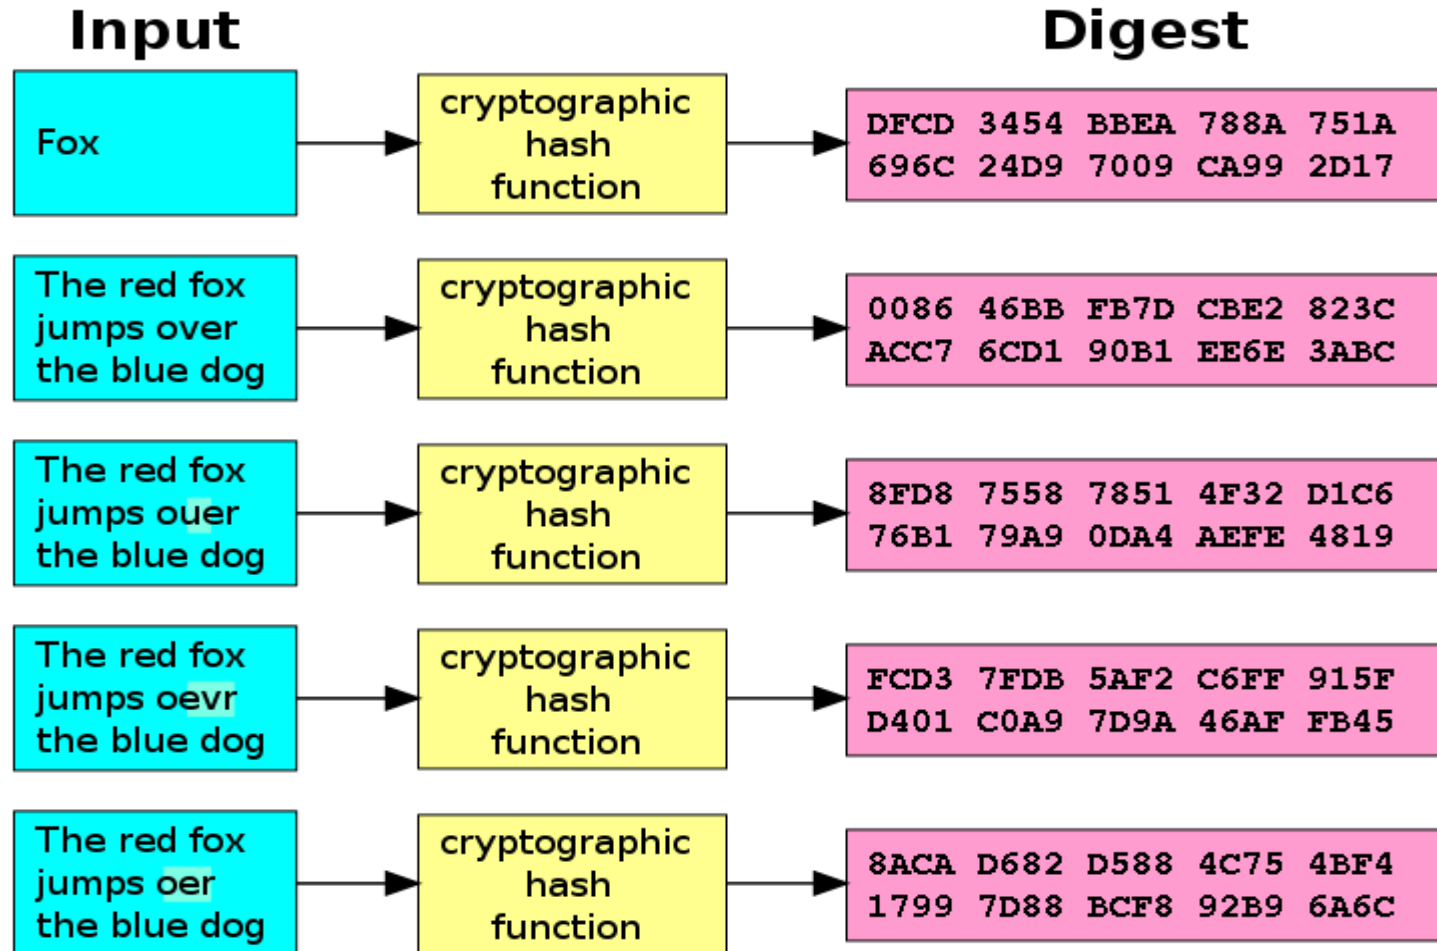 Input
Digest
Fox
cryptographic
hash
function
DFCD 3454 BBEA 788A 751A
696C 24D9 7009 CA99 2D17
The red fox
jumps over
the blue dog
cryptographic
hash
function
0086 46BB FB7D CBE2 823C
ACC7 6CD1 90B1 EE6E 3ABC
The red fox
jumps ouer
the blue dog
cryptographic
hash
function
8FD8 7558 7851 4F32 D1C6
76B1 79A9 0DA4 AEFE 4819
The red fox
jumps oevr
the blue dog
cryptographic
hash
function
FCD3 7FDB 5AF2 C6FF 915F
D401 C0A9 7D9A 46AF FB45
The red fox
jumps oer
the blue dog
cryptographic
hash
function
8ACA D682 D588 4C75 4BF4
1799 7D88 BCF8 92B9 6A6C